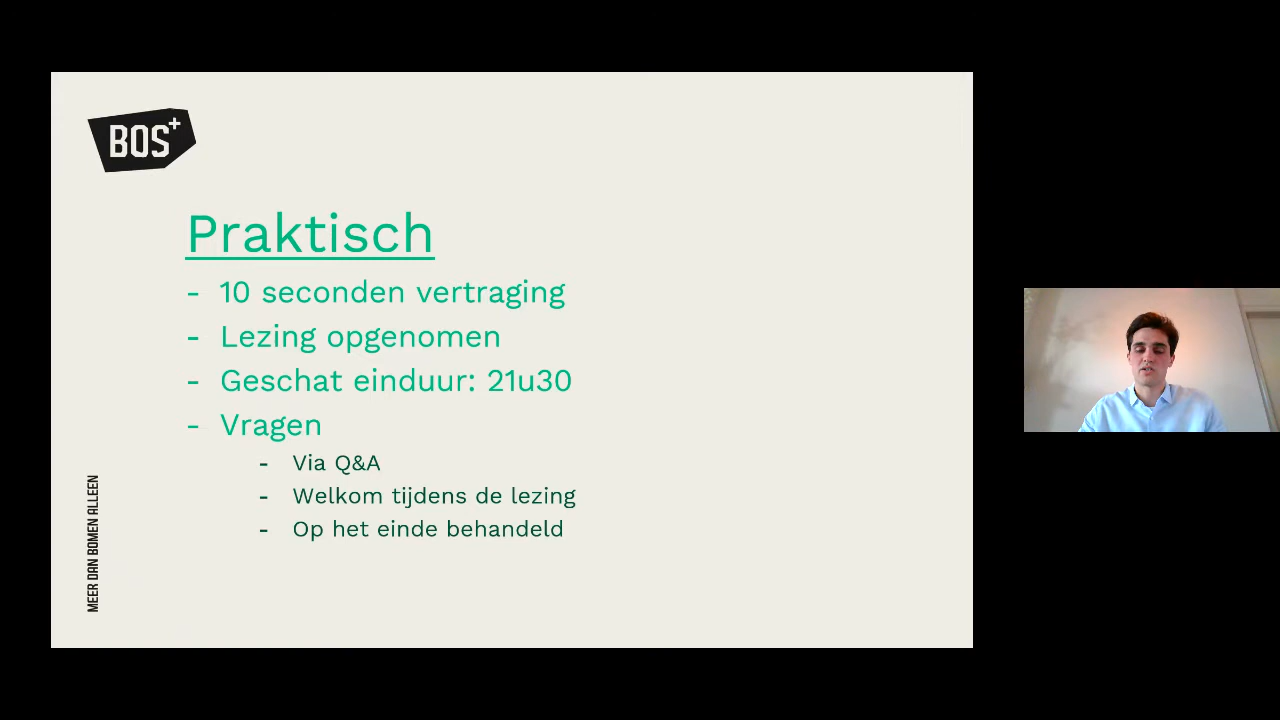 BOS+
Praktisch
- 10 seconden vertraging
- Lezing opgenomen
- Geschat einduur: 21u30
- Vragen
- Via Q&A
- Welkom tijdens de lezing
- Op het einde behandeld
MEER DAN BOMEN ALLEEN